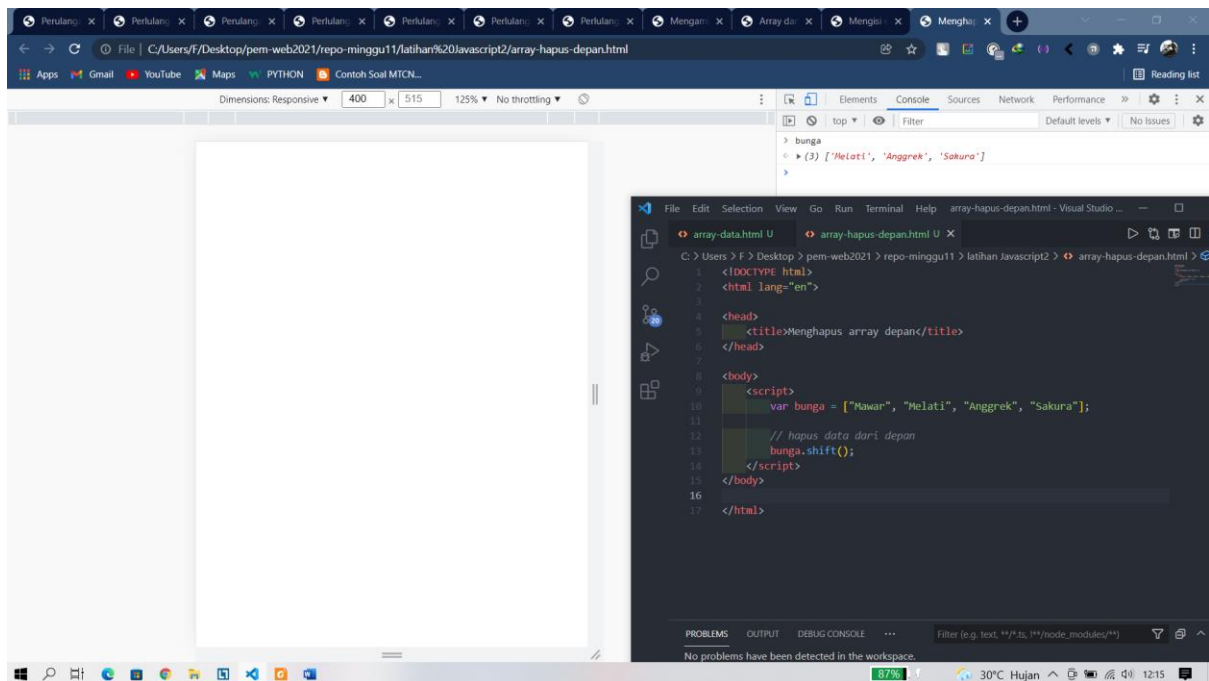 Perulanga Perlulang Perulanga Perlulang Perlulang Perlulang Perlulang Mengam Array dar Mengisi Menghap
File | C:/Users/F/Desktop/pem-web2021/repo-minggu11/latihan%20Javascript2/array-hapus-depan.html
Apps Gmail YouTube Maps PYTHON Contoh Soal MTCN... Reading list
Dimensions: Responsive ▼ 400 x 515 125% ▼ No throttling ▼
Elements Console Sources Network Performance »
top ▼ Filter Default levels ▼ No Issues
> bunga
(3) ['Melati', 'Anggrek', 'Sakura']
>
File Edit Selection View Go Run Terminal Help array-hapus-depan.html - Visual Studio ...
array-data.html U array-hapus-depan.html U ×
C: > Users > F > Desktop > pem-web2021 > repo-minggu11 > latihan Javascript2 > array-hapus-depan.html >
1 <!DOCTYPE html>
2 <html lang="en">
3
4 <head>
5 <title>Menghapus array depan</title>
6 </head>
7
8 <body>
9 <script>
10 var bunga = ["Mawar", "Melati", "Anggrek", "Sakura"];
11
12 // hapus data dari depan
13 bunga.shift();
14 </script>
15 </body>
16
17 </html>
20
PROBLEMS OUTPUT DEBUG CONSOLE ... Filter (e.g. text, **/*.ts, !**/node_modules/**)
No problems have been detected in the workspace.
87% 30°C Hujan 12:15